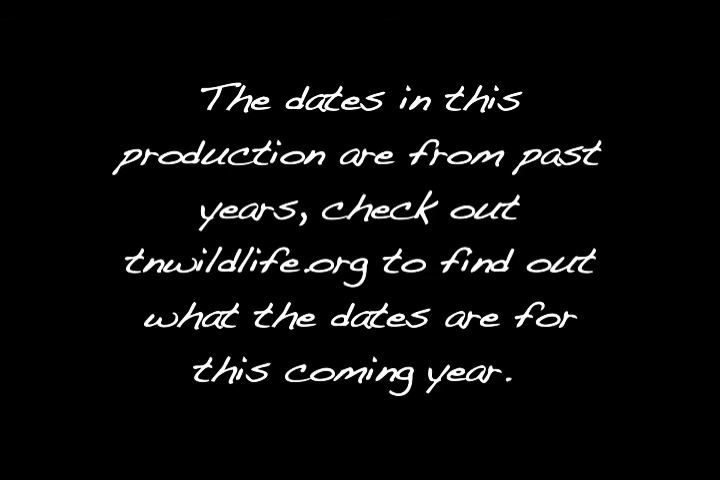 The dates in this
production are from past
years, check out
tnwildlife.org to find out
what the dates are for
this coming year.